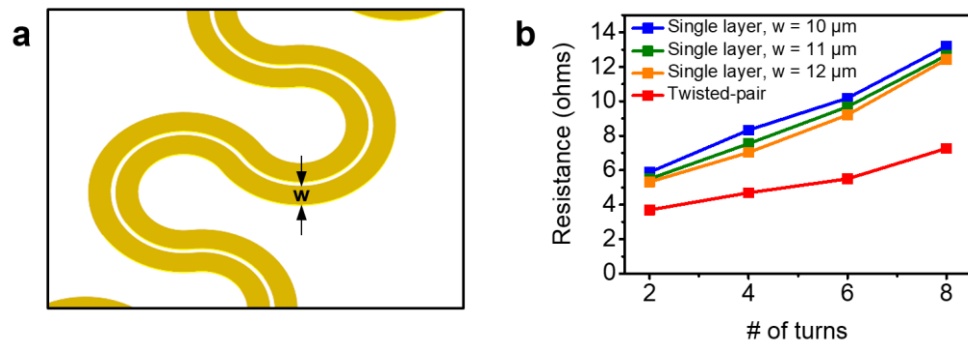 a
w
b
Single layer, w = 10 µm
Single layer, w = 11 µm
Single layer, w = 12 µm
Twisted-pair
Resistance (ohms)
14
12
10
8
6
4
2
0
2 4 6 8
# of turns